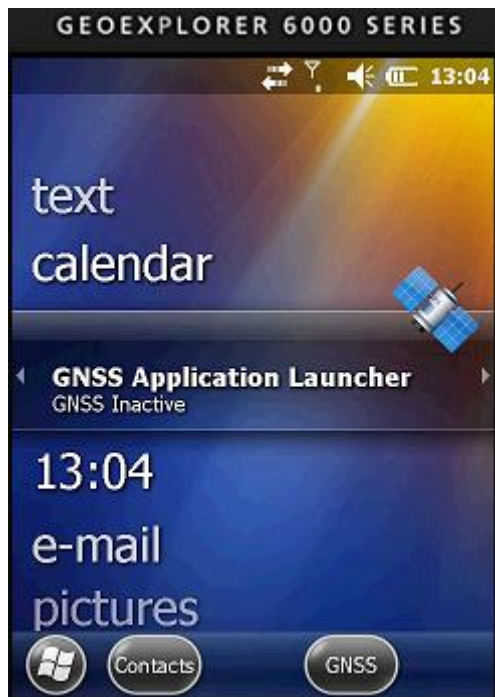 GEOEXPLORER 6000 SERIES
13:04
text
calendar
GNSS Application Launcher
GNSS Inactive
13:04
e-mail
pictures
Contacts
GNSS